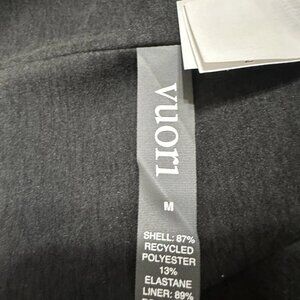 vuori
M
SHELL: 87%
RECYCLED
POLYESTER
13%
ELASTANE
LINER: 89%